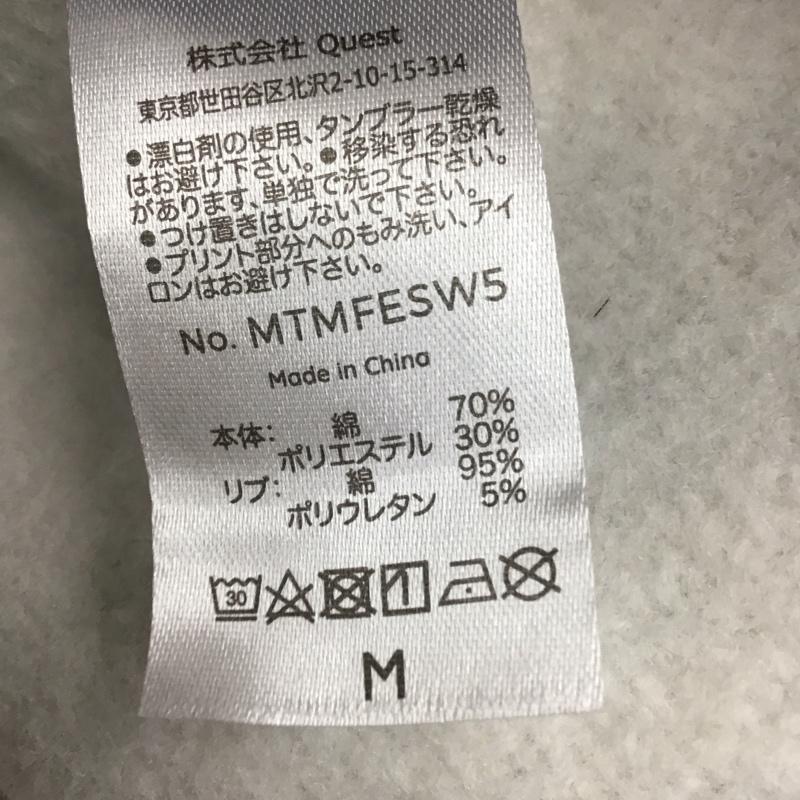 株式会社 Quest
東京都世田谷区北沢2-10-15-314
●漂白剤の使用、タンブラー乾燥
はお避け下さい。●移染する恐れ
があります、単独で洗って下さい。
●つけ置きはしないで下さい。
●プリント部分へのもみ洗い、アイ
ロンはお避け下さい。
No. MTMFESW5
Made in China
本体: 綿 70%
ポリエステル 30%
リブ: 綿 95%
ポリウレタン 5%
30
M